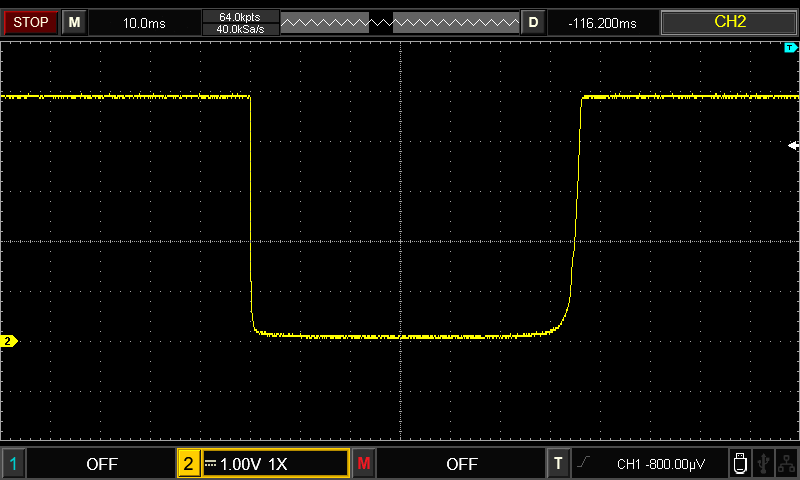 STOP M 10.0ms 64.0kpts D -116.200ms CH2
40.0kSa/s
T
2
1 OFF 2 1.00V 1X M OFF T CH1 -800.00µV